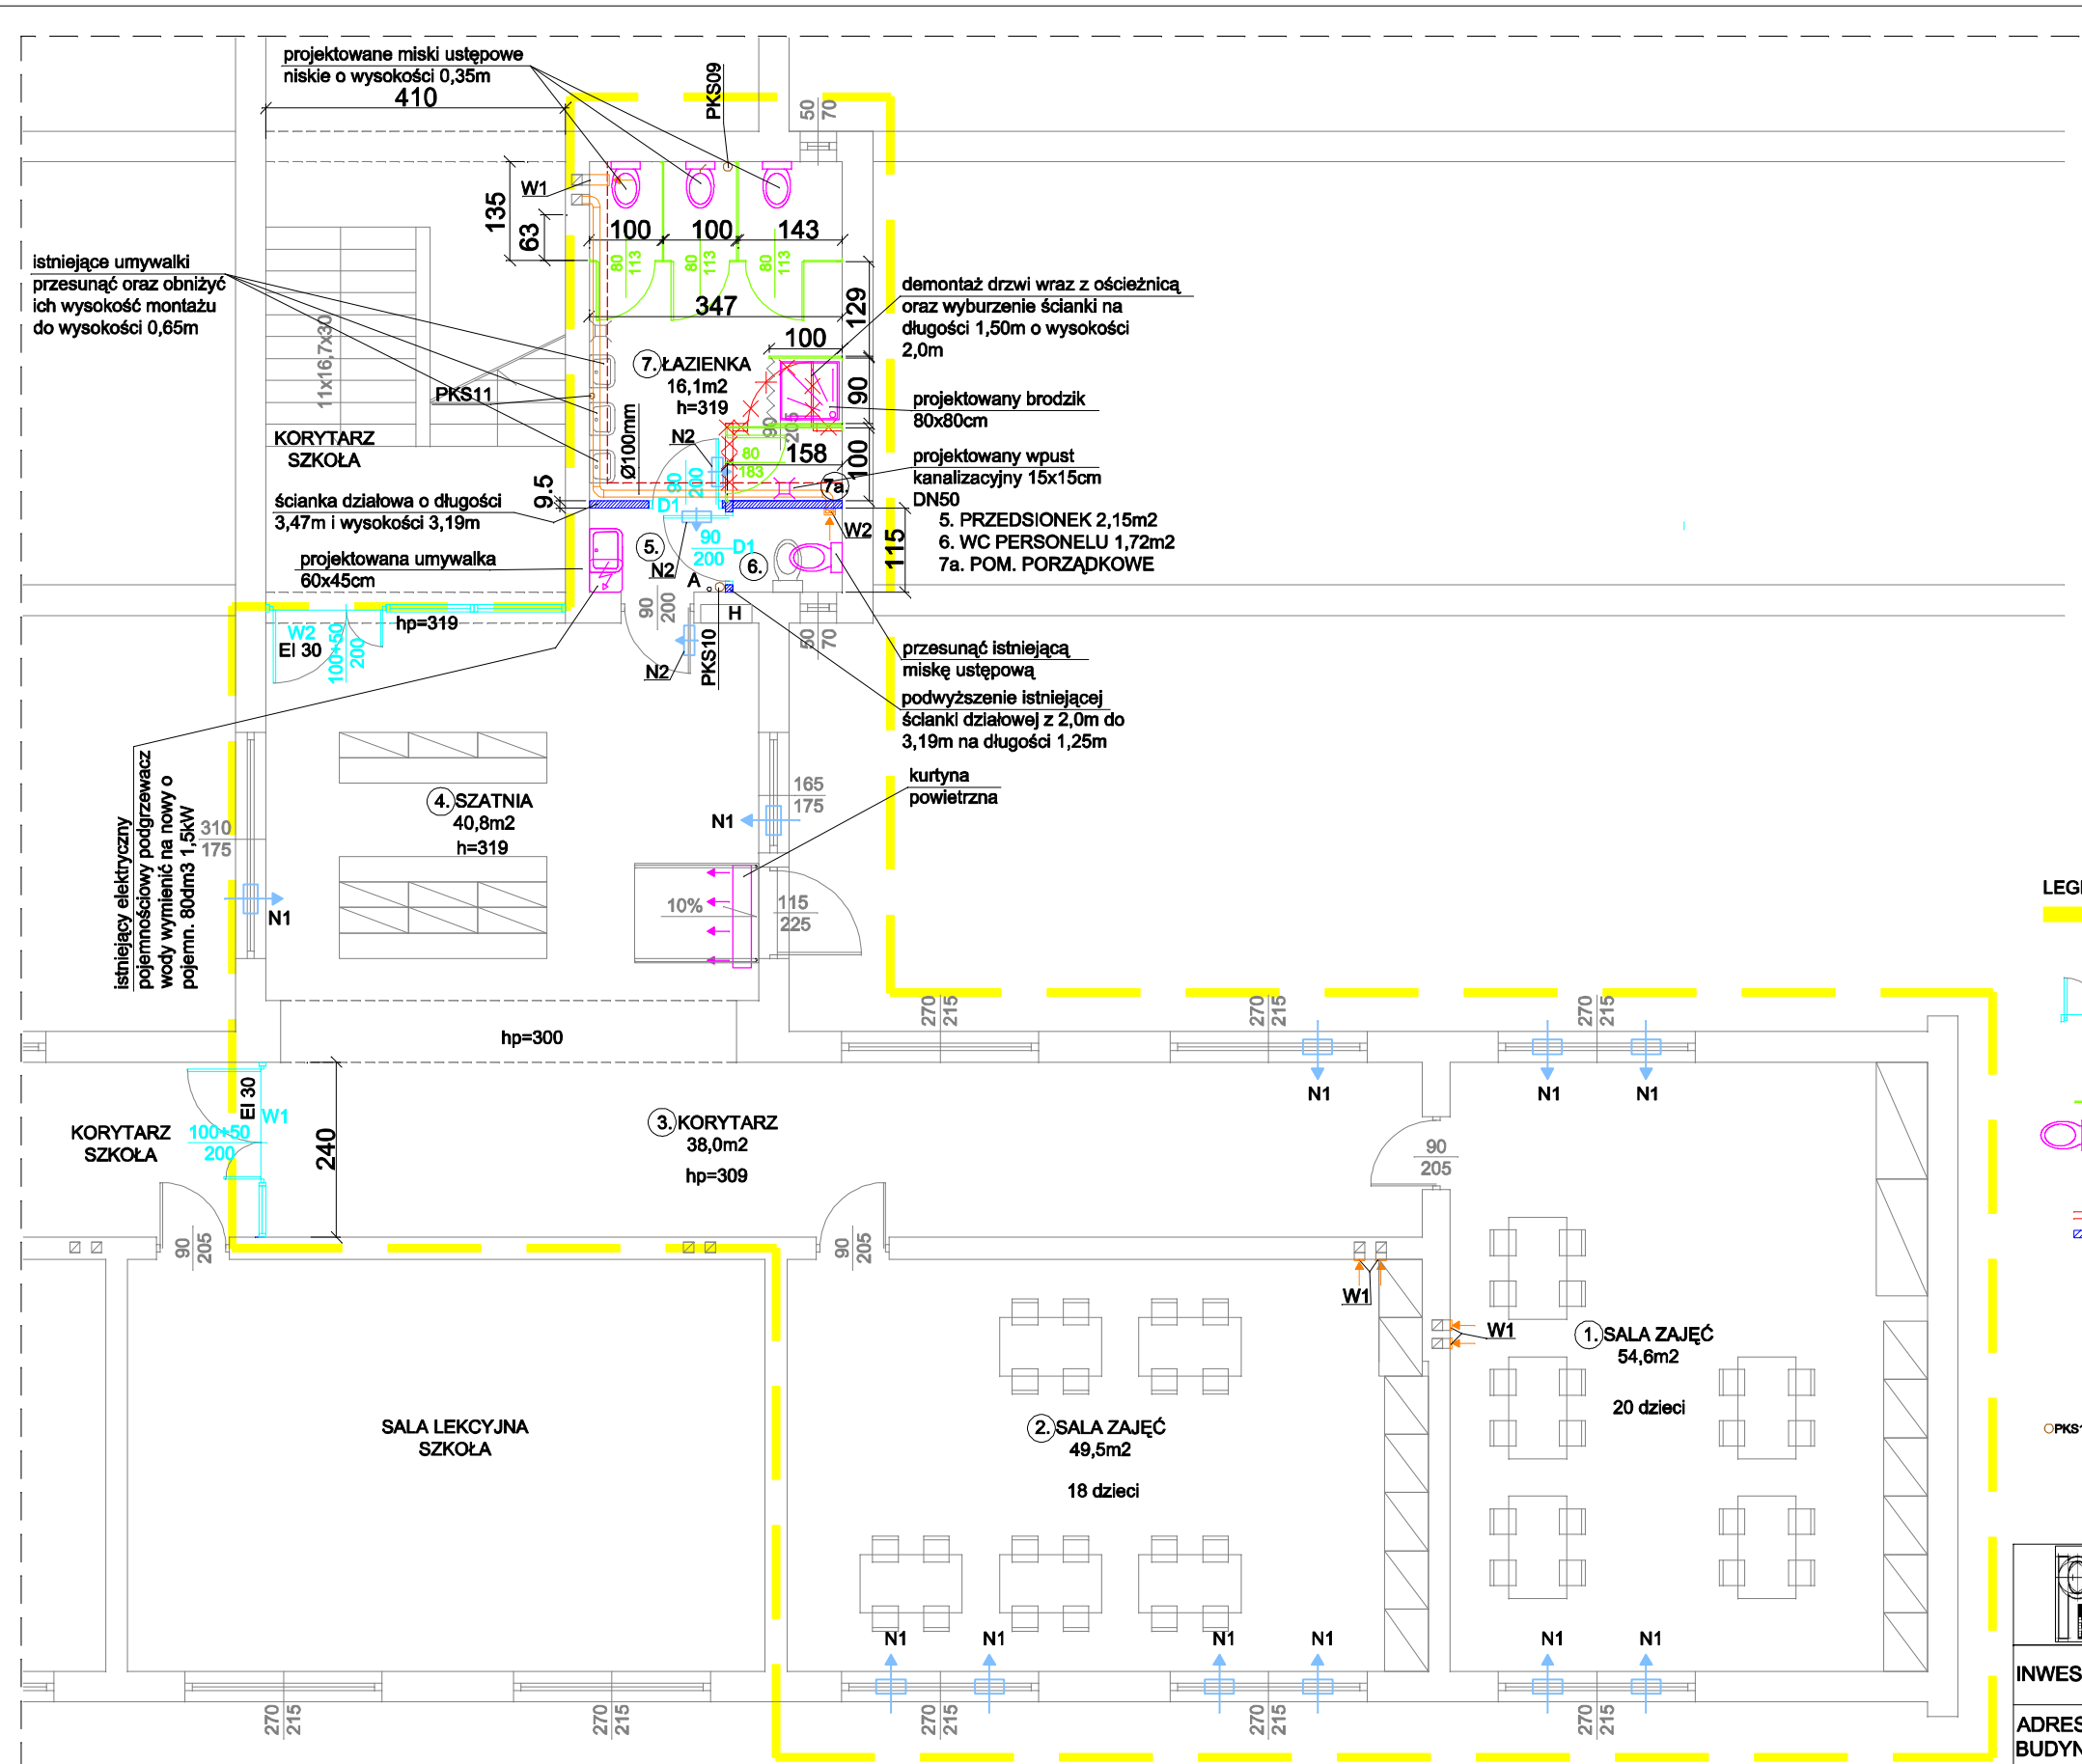 projektowane miski ustępowe
niskie o wysokości 0,35m
410
PKS09
50
70
W1
135
63
100
100
143
80
113
80
113
80
113
istniejące umywalki
przesunąć oraz obniżyć
ich wysokość montażu
do wysokości 0,65m
347
129
demontaż drzwi wraz z ościeżnicą
oraz wyburzenie ścianki na
długości 1,50m o wysokości
2,0m
11x16,7x30
100
7. ŁAZIENKA
16,1m2
h=319
PKS11
90
90
205
projektowany brodzik
80x80cm
KORYTARZ
SZKOŁA
N2
Ø100mm
80
183
158
100
projektowany wpust
kanalizacyjny 15x15cm
DN50
7a.
90
200
9.5
ścianka działowa o długości
3,47m i wysokości 3,19m
D1
W2
5. PRZEDSIONEK 2,15m2
6. WC PERSONELU 1,72m2
7a. POM. PORZĄDKOWE
5.
90
200
D1
6.
115
projektowana umywalka
60x45cm
N2
A
H
90
200
50
70
hp=319
W2
EI 30
100+50
200
N2
PKS10
przesunąć istniejącą
miskę ustępową
podwyższenie istniejącej
ścianki działowej z 2,0m do
3,19m na długości 1,25m
istniejący elektryczny
pojemnościowy podgrzewacz
wody wymienić na nowy o
pojemn. 80dm3 1,5kW
kurtyna
powietrzna
165
175
4. SZATNIA
40,8m2
h=319
N1
310
175
N1
10%
115
225
LEG
270
215
270
215
270
215
hp=300
N1
N1
N1
EI 30
W1
100+50
200
KORYTARZ
SZKOŁA
240
3. KORYTARZ
38,0m2
hp=309
90
205
90
205
90
205
W1
W1
1. SALA ZAJĘĆ
54,6m2
20 dzieci
SALA LEKCYJNA
SZKOŁA
2. SALA ZAJĘĆ
49,5m2
18 dzieci
PKS1
N1
N1
N1
N1
N1
N1
INWES
270
215
270
215
270
215
270
215
270
215
ADRES
BUDYN